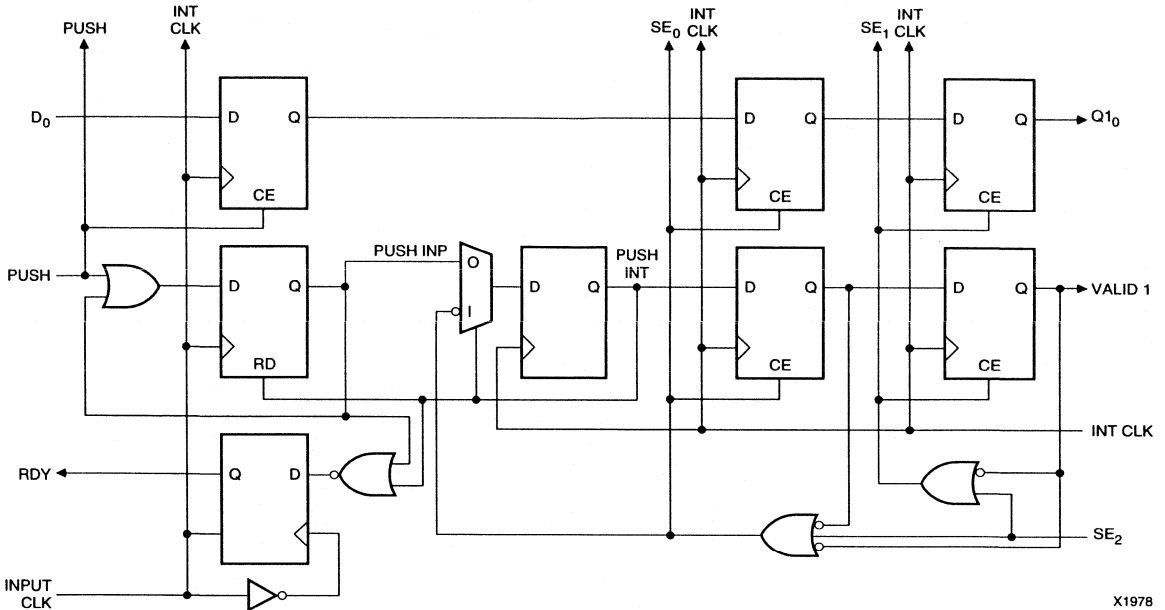 PUSH
INT
CLK
SE0
INT
CLK
SE1
INT
CLK
D0
D
Q
CE
D
Q
CE
D
Q
CE
Q10
PUSH
D
Q
RD
PUSH INP
O
I
D
Q
PUSH
INT
D
Q
CE
D
Q
CE
VALID 1
INT CLK
RDY
Q
D
SE2
INPUT
CLK
X1978